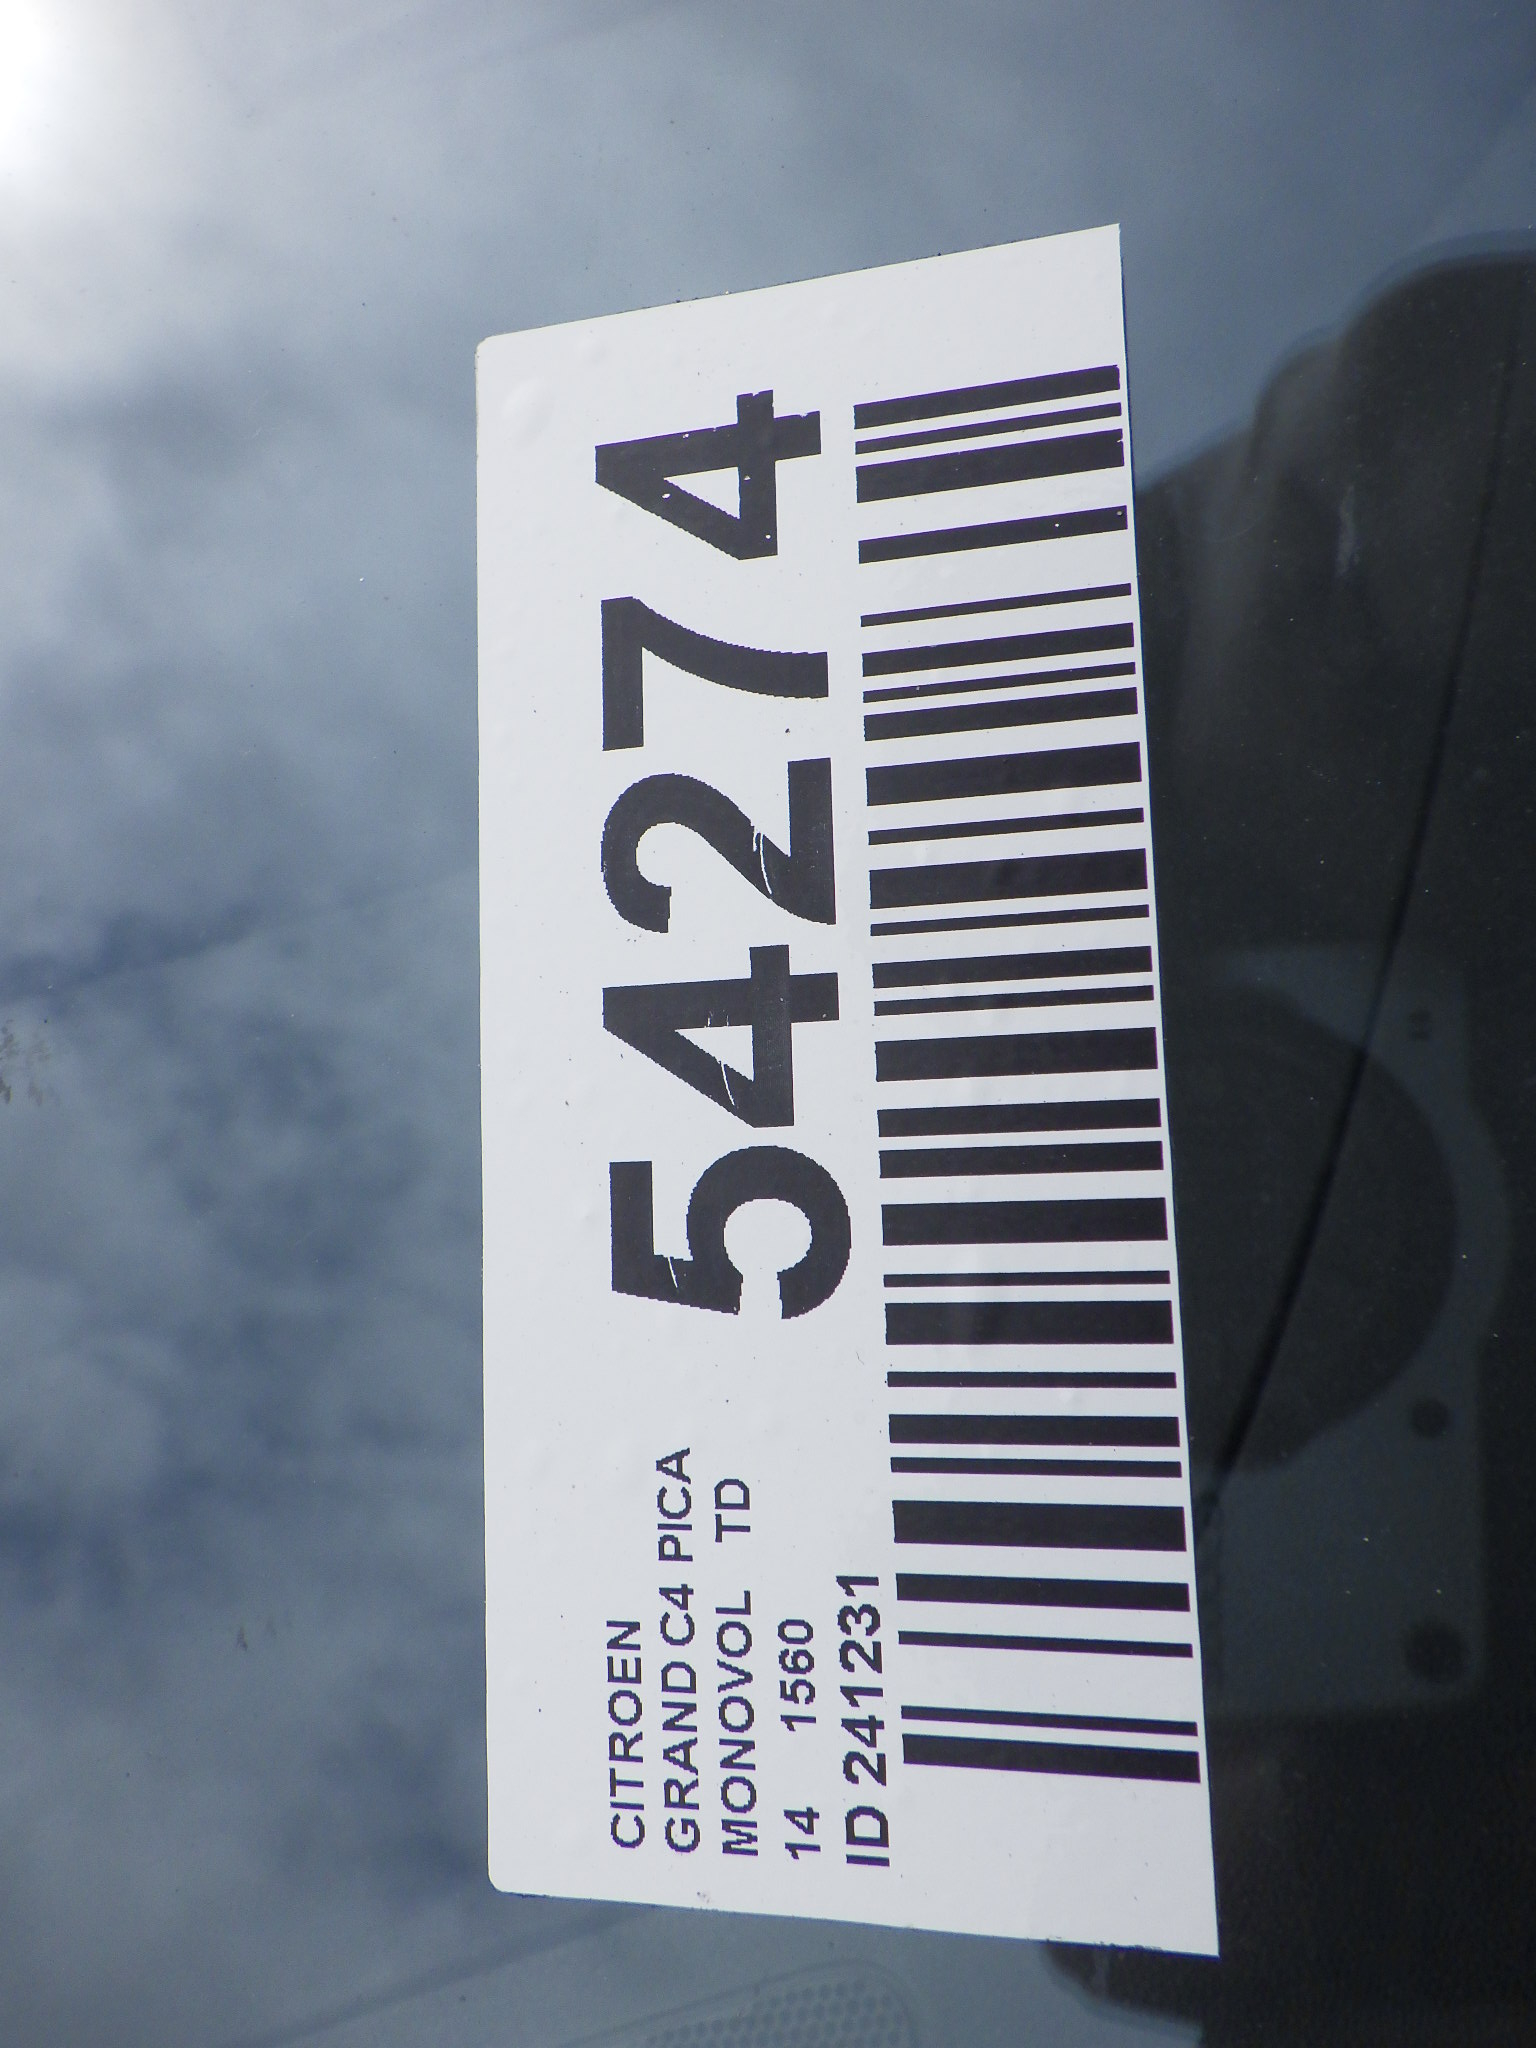 CITROEN
GRAND C4 PICA
MONOVOL TD
14 1560
ID 241231
54274